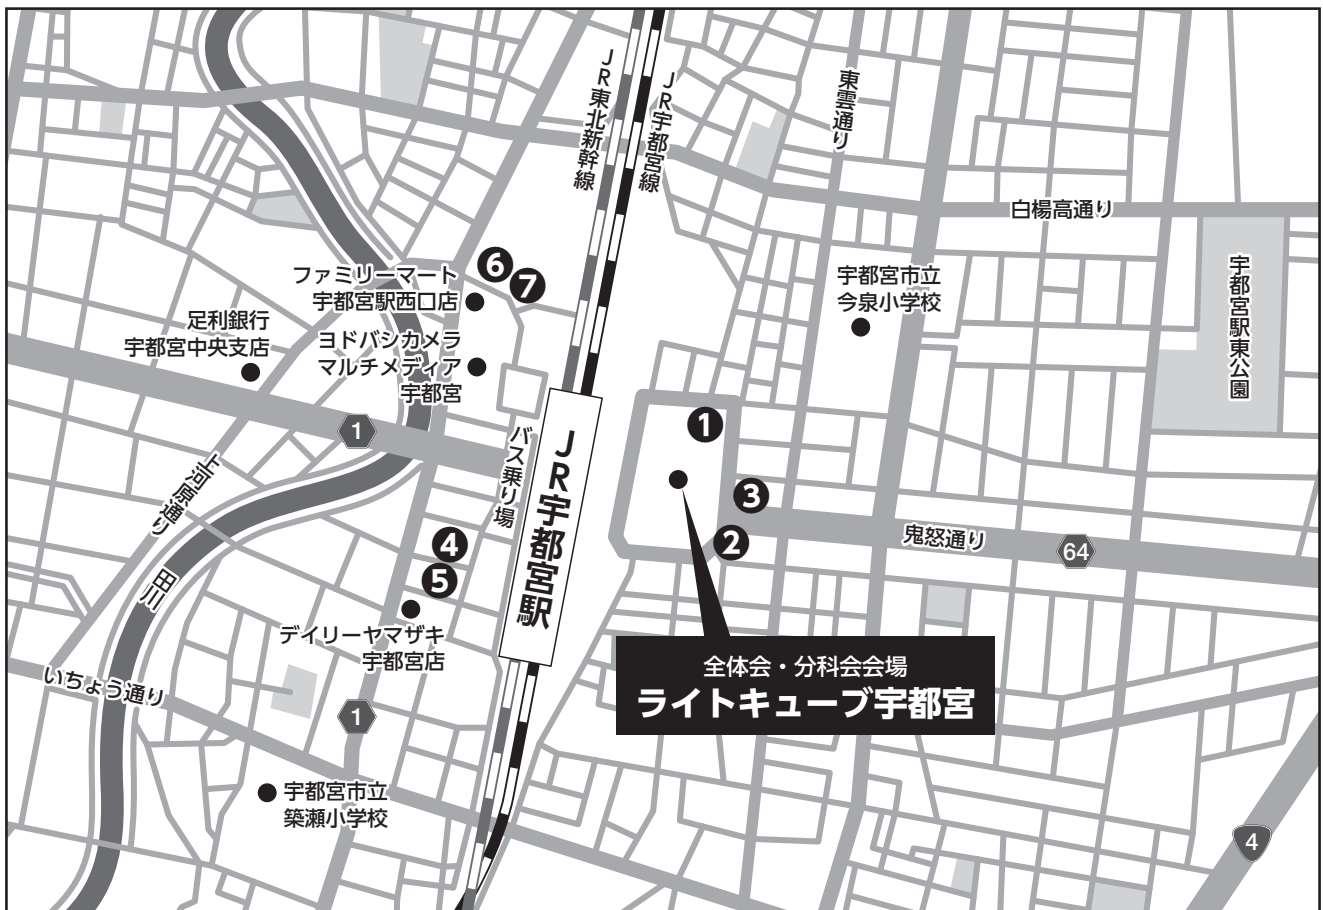 JR東北新幹線
JR宇都宮線
東雲通り
白楊高通り
宇都宮市立
今泉小学校
宇都宮駅東公園
ファミリーマート
宇都宮駅西口店
❻
❼
足利銀行
宇都宮中央支店
ヨドバシカメラ
マルチメディア
宇都宮
1
上河原通り
バス乗り場
JR宇都宮駅
❶
❸
❷
鬼怒通り
64
❹
❺
田川
デイリーヤマザキ
宇都宮店
全体会・分科会会場
ライトキューブ宇都宮
いちょう通り
1
宇都宮市立
築瀬小学校
4